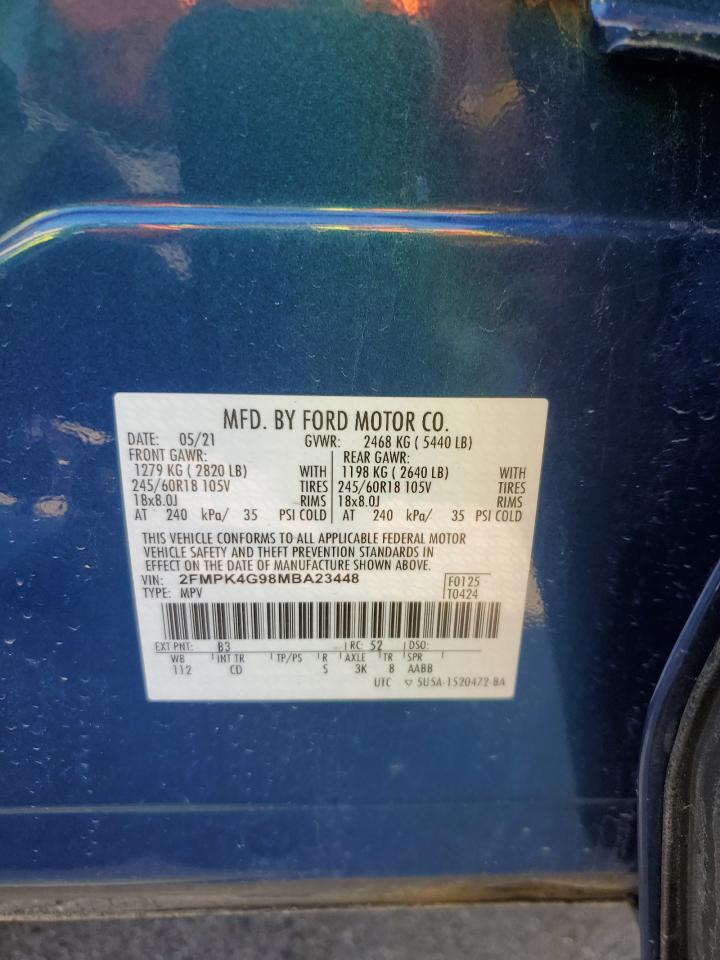 MFD. BY FORD MOTOR CO.
DATE: 05/21 GVWR: 2468 KG ( 5440 LB)
FRONT GAWR: REAR GAWR:
1279 KG ( 2820 LB) WITH 1198 KG ( 2640 LB) WITH
245/60R18 105V TIRES 245/60R18 105V TIRES
18x8.0J RIMS 18x8.0J RIMS
AT 240 kPa/ 35 PSI COLD AT 240 kPa/ 35 PSI COLD
THIS VEHICLE CONFORMS TO ALL APPLICABLE FEDERAL MOTOR
VEHICLE SAFETY AND THEFT PREVENTION STANDARDS IN
EFFECT ON THE DATE OF MANUFACTURE SHOWN ABOVE.
VIN: 2FMPK4G98MBA23448 F0125
TYPE: MPV T0424
EXT PNT: B3 RC: 52 DSO:
WB INT TR TP/PS R AXLE TR SPR
112 CD S 3K 8 AABB
UTC ▽ 5U5A-1520472-BA